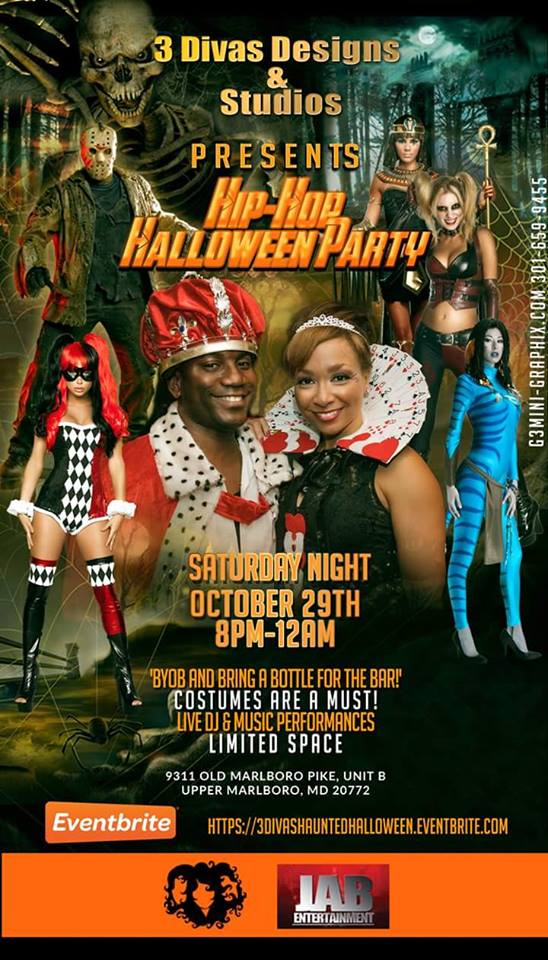 3 Divas Designs
&
Studios
PRESENTS
HIP-HOP
HALLOWEEN PARTY
G3MINI-GRAPHIX.COM 301-659-9455
SATURDAY NIGHT
OCTOBER 29TH
8PM-12AM
'BYOB AND BRING A BOTTLE FOR THE BAR!'
COSTUMES ARE A MUST!
LIVE DJ & MUSIC PERFORMANCES
LIMITED SPACE
9311 OLD MARLBORO PIKE, UNIT B
UPPER MARLBORO, MD 20772
Eventbrite
HTTPS://3DIVASHAUNTEDHALLOWEEN.EVENTBRITE.COM
JAB
ENTERTAINMENT